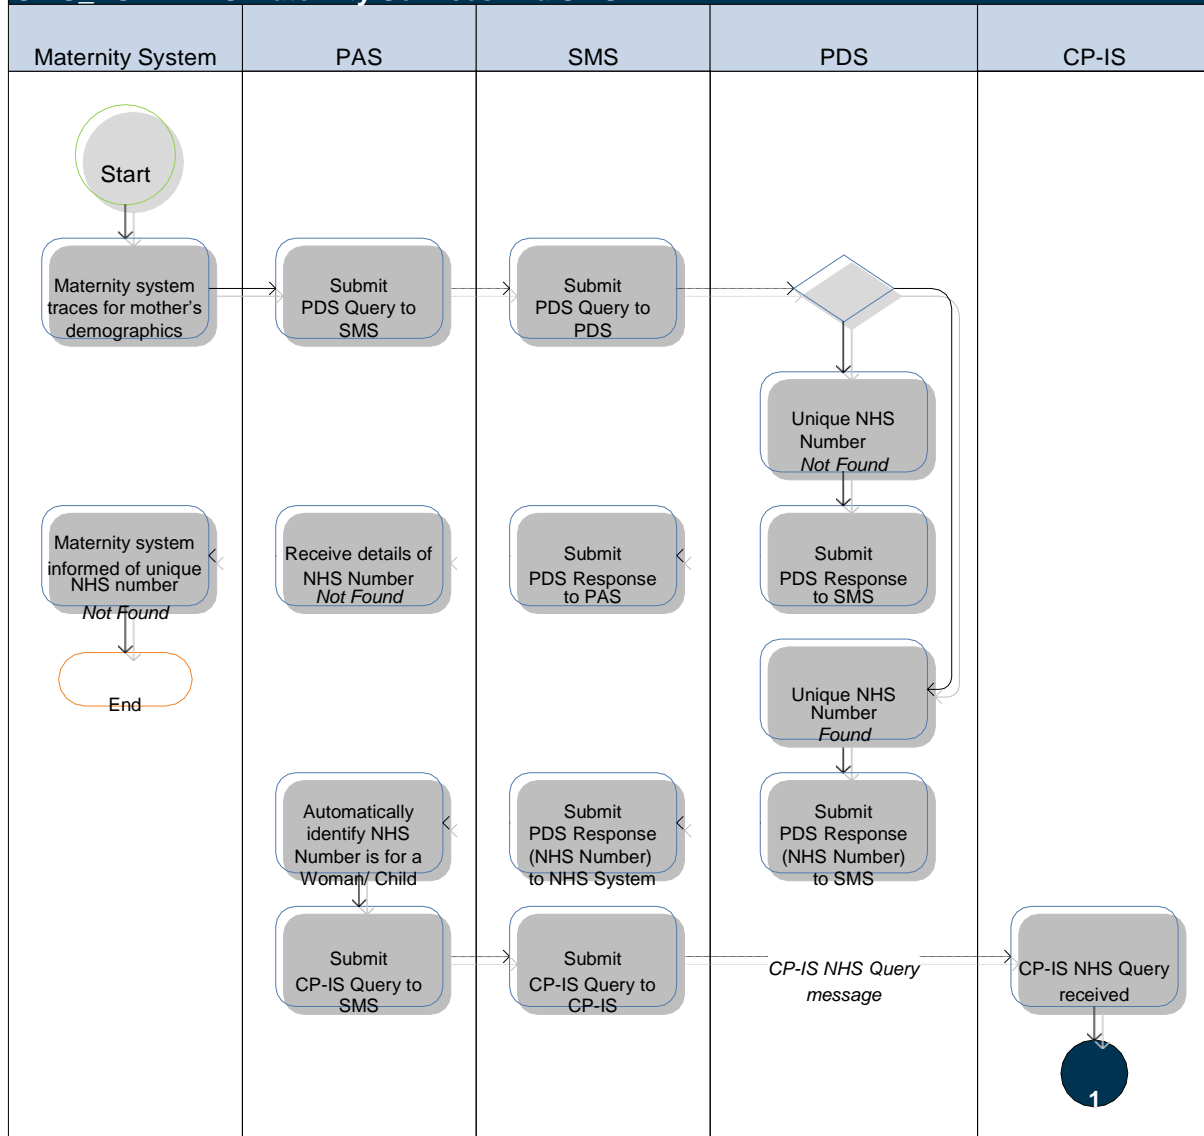 Maternity System
PAS
SMS
PDS
CP-IS
Start
Maternity system
traces for mother's
demographics
Submit
PDS Query to
SMS
Submit
PDS Query to
PDS
Unique NHS
Number
Not Found
Maternity system
informed of unique
NHS number
Not Found
Receive details of
NHS Number
Not Found
Submit
PDS Response
to PAS
Submit
PDS Response
to SMS
End
Unique NHS
Number
Found
Automatically
identify NHS
Number is for a
Woman/ Child
Submit
PDS Response
(NHS Number)
to NHS System
Submit
PDS Response
(NHS Number)
to SMS
Submit
CP-IS Query to
SMS
Submit
CP-IS Query to
CP-IS
CP-IS NHS Query
message
CP-IS NHS Query
received
1